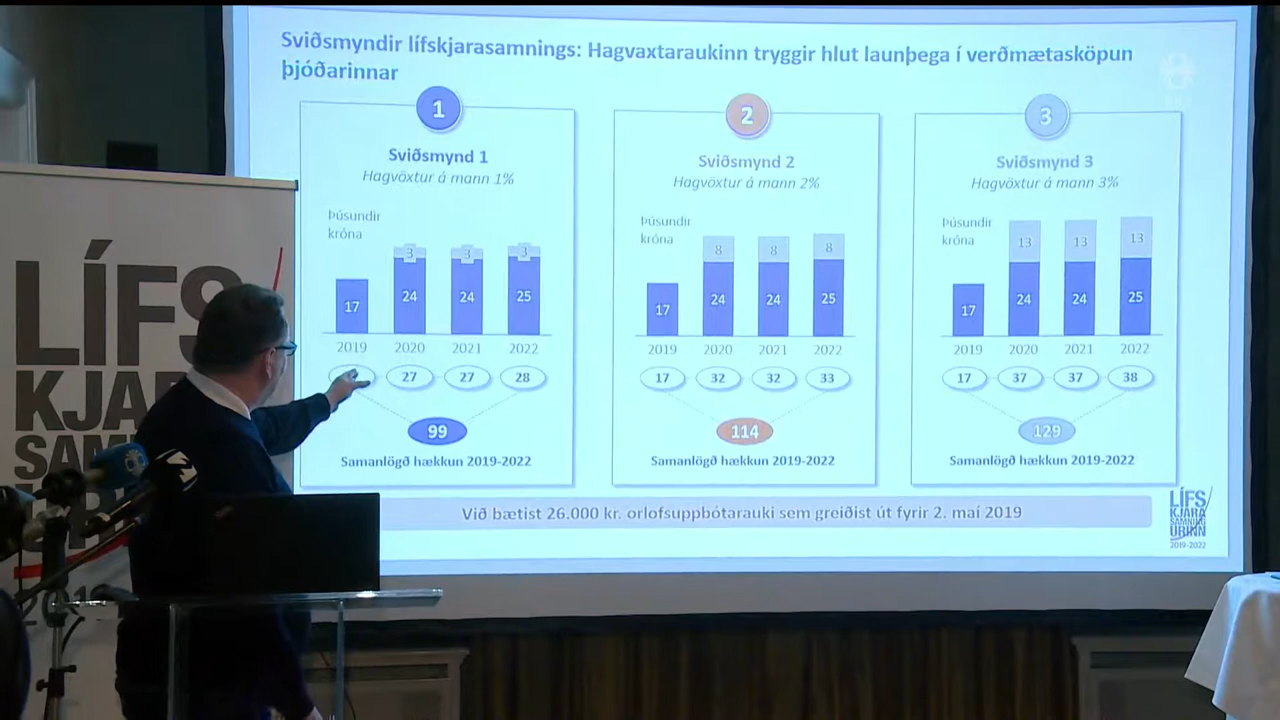 Sviðsmyndir lífskjarasamnings: Hagvaxtaraukinn tryggir hlut launþega í verðmætasköpun
þjóðarinnar
1
Sviðsmynd 1
Hagvöxtur á mann 1%
Þúsundir
króna
3
3
3
17
24
24
25
2019
2020
2021
2022
27
27
28
99
Samanlögð hækkun 2019-2022
2
Sviðsmynd 2
Hagvöxtur á mann 2%
Þúsundir
króna
8
8
8
17
24
24
25
2019
2020
2021
2022
17
32
32
33
114
Samanlögð hækkun 2019-2022
3
Sviðsmynd 3
Hagvöxtur á mann 3%
Þúsundir
króna
13
13
13
17
24
24
25
2019
2020
2021
2022
17
37
37
38
129
Samanlögð hækkun 2019-2022
Við bætist 26.000 kr. orlofsuppbótarauki sem greiðist út fyrir 2. maí 2019
LÍFS
KJARA
SAMNING
URINN
2019-2022
LÍFS
KJAR
SAM